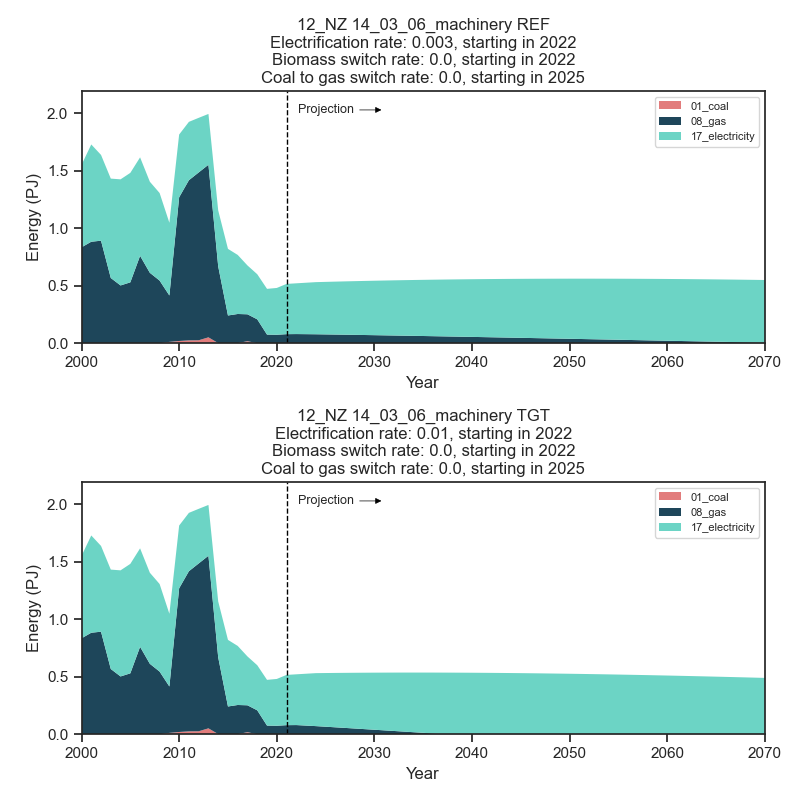 12_NZ 14_03_06_machinery REF
Electrification rate: 0.003, starting in 2022
Biomass switch rate: 0.0, starting in 2022
Coal to gas switch rate: 0.0, starting in 2025
2.0
1.5
1.0
0.5
0.0
Energy (PJ)
Projection
01_coal
08_gas
17_electricity
2000 2010 2020 2030 2040 2050 2060 2070
Year
12_NZ 14_03_06_machinery TGT
Electrification rate: 0.01, starting in 2022
Biomass switch rate: 0.0, starting in 2022
Coal to gas switch rate: 0.0, starting in 2025
2.0
1.5
1.0
0.5
0.0
Energy (PJ)
Projection
01_coal
08_gas
17_electricity
2000 2010 2020 2030 2040 2050 2060 2070
Year